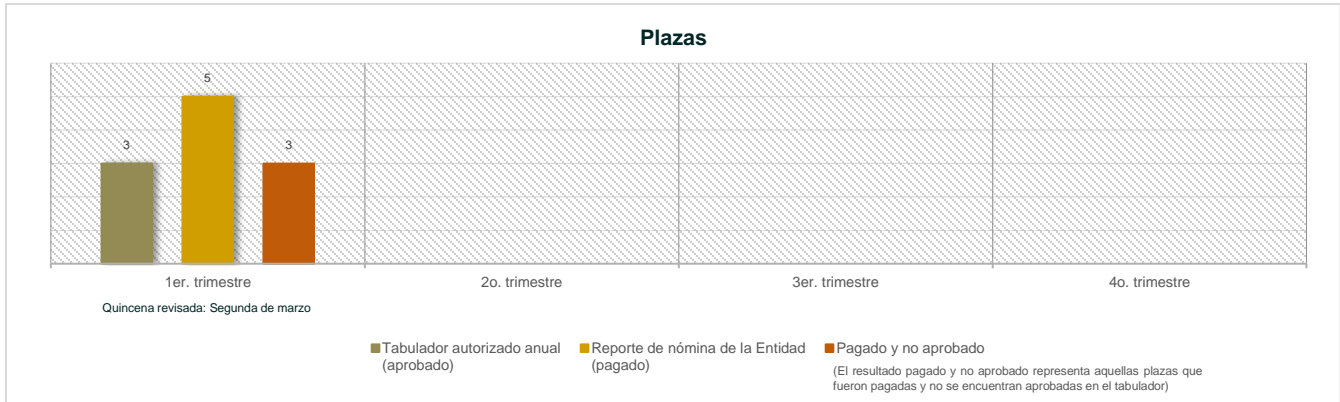 Plazas
5
3
3
1er. trimestre
2o. trimestre
3er. trimestre
4o. trimestre
Quincena revisada: Segunda de marzo
Tabulador autorizado anual
(aprobado)
Reporte de nómina de la Entidad
(pagado)
Pagado y no aprobado
(El resultado pagado y no aprobado representa aquellas plazas que
fueron pagadas y no se encuentran aprobadas en el tabulador)